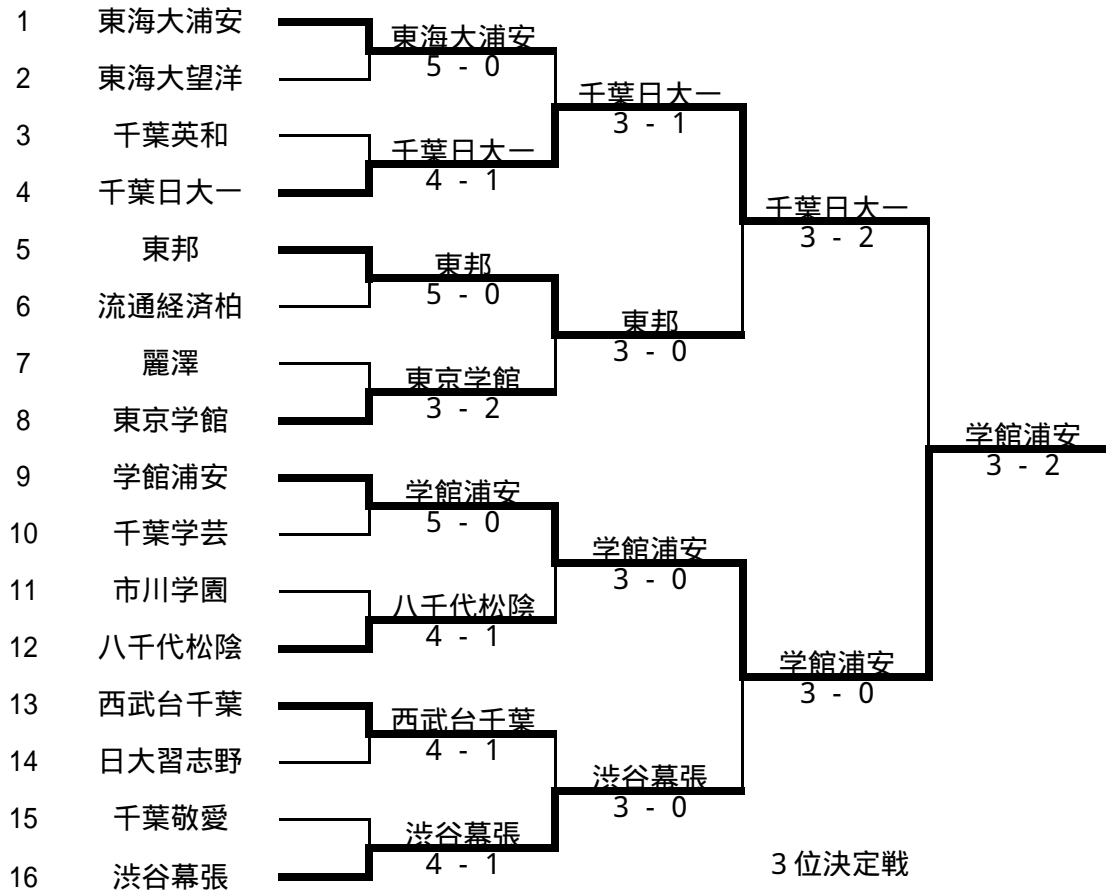 1 東海大浦安
東海大浦安
5 - 0
2 東海大望洋
千葉日大一
3 - 1
3 千葉英和
千葉日大一
4 - 1
4 千葉日大一
千葉日大一
3 - 2
5 東邦
東邦
5 - 0
6 流通経済柏
東邦
3 - 0
7 麗澤
東京学館
3 - 2
8 東京学館
学館浦安
3 - 2
9 学館浦安
学館浦安
5 - 0
10 千葉学芸
学館浦安
3 - 0
11 市川学園
八千代松陰
4 - 1
12 八千代松陰
学館浦安
3 - 0
13 西武台千葉
西武台千葉
4 - 1
14 日大習志野
渋谷幕張
3 - 0
15 千葉敬愛
渋谷幕張
4 - 1
16 渋谷幕張
3位決定戦